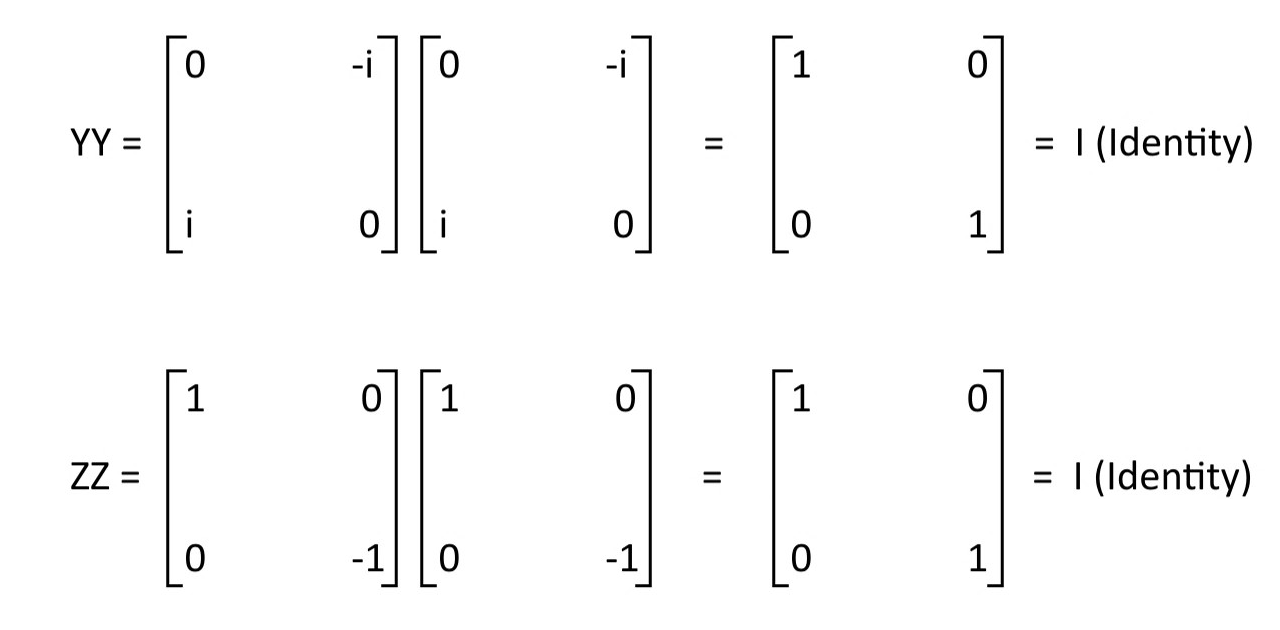 0 -i 0 -i 1 0
YY = = = I (Identity)
i 0 i 0 0 1
1 0 1 0 1 0
ZZ = = = I (Identity)
0 -1 0 -1 0 1